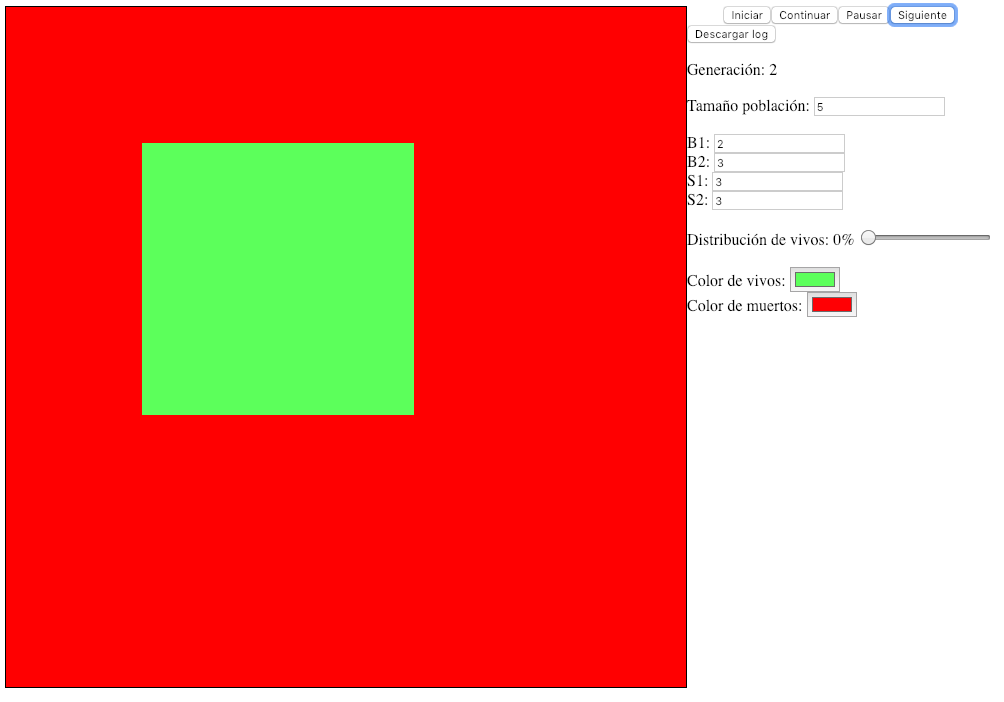 Iniciar Continuar Pausar Siguiente
Descargar log
Generación: 2
Tamaño población: 5
B1: 2
B2: 3
S1: 3
S2: 3
Distribución de vivos: 0%
Color de vivos:
Color de muertos: